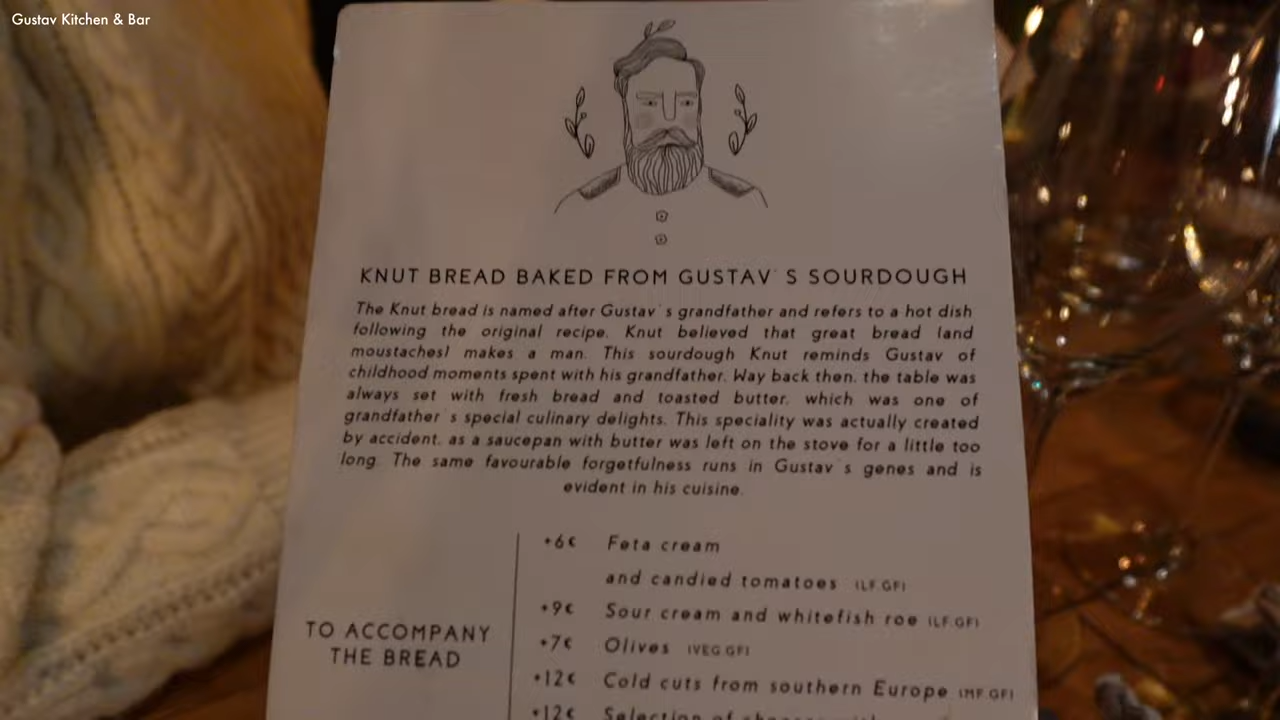 Gustav Kitchen & Bar
KNUT BREAD BAKED FROM GUSTAV´S SOURDOUGH
The Knut bread is named after Gustav´s grandfather and refers to a hot dish
following the original recipe. Knut believed that great bread (and
moustaches) makes a man. This sourdough Knut reminds Gustav of
childhood moments spent with his grandfather. Way back then, the table was
always set with fresh bread and toasted butter, which was one of
grandfather´s special culinary delights. This speciality was actually created
by accident, as a saucepan with butter was left on the stove for a little too
long. The same favourable forgetfulness runs in Gustav´s genes and is
evident in his cuisine.
TO ACCOMPANY
THE BREAD
+6€ Feta cream
and candied tomatoes (LF,GF)
+9€ Sour cream and whitefish roe (LF,GF)
+7€ Olives (VEG,GF)
+12€ Cold cuts from southern Europe (MF,GF)
+12€ Selection of